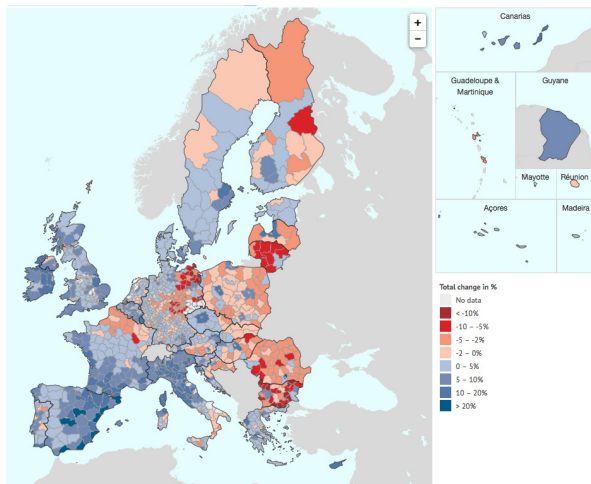 +
−
Canarias
Guadeloupe &
Martinique
Guyane
Mayotte
Réunion
Açores
Madeira
Total change in %
No data
< -10%
-10 – -5%
-5 – -2%
-2 – 0%
0 – 5%
5 – 10%
10 – 20%
> 20%